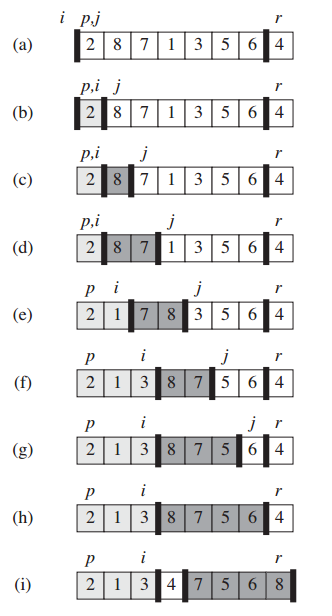 i p,j r
(a) 2 8 7 1 3 5 6 4
p,i j r
(b) 2 8 7 1 3 5 6 4
p,i j r
(c) 2 8 7 1 3 5 6 4
p,i j r
(d) 2 8 7 1 3 5 6 4
p i j r
(e) 2 1 7 8 3 5 6 4
p i j r
(f) 2 1 3 8 7 5 6 4
p i j r
(g) 2 1 3 8 7 5 6 4
p i r
(h) 2 1 3 8 7 5 6 4
p i r
(i) 2 1 3 4 7 5 6 8